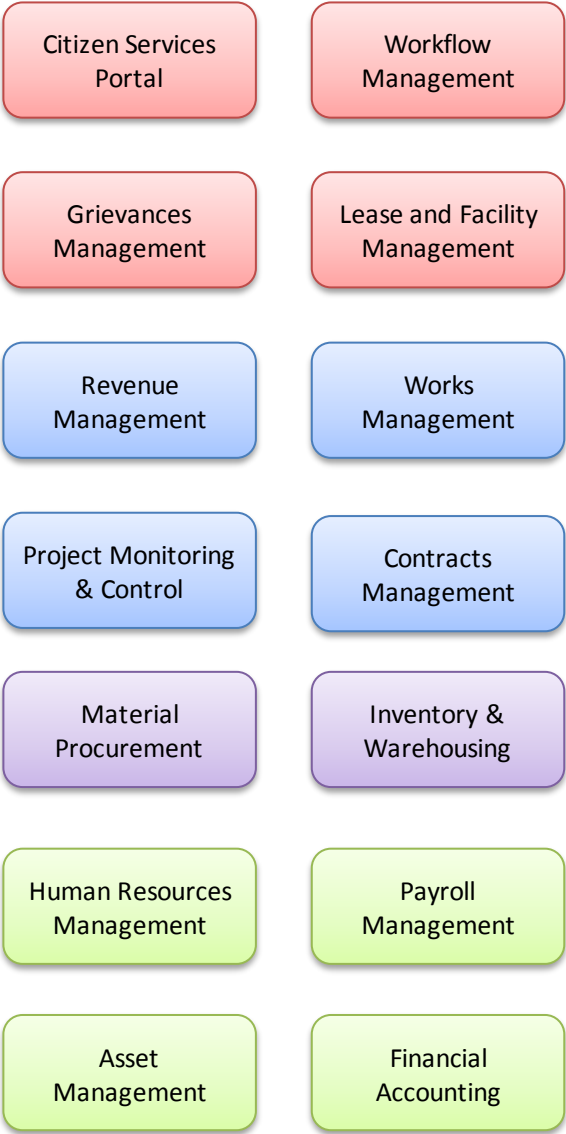 Citizen Services
Portal
Workflow
Management
Grievances
Management
Lease and Facility
Management
Revenue
Management
Works
Management
Project Monitoring
& Control
Contracts
Management
Material
Procurement
Inventory &
Warehousing
Human Resources
Management
Payroll
Management
Asset
Management
Financial
Accounting